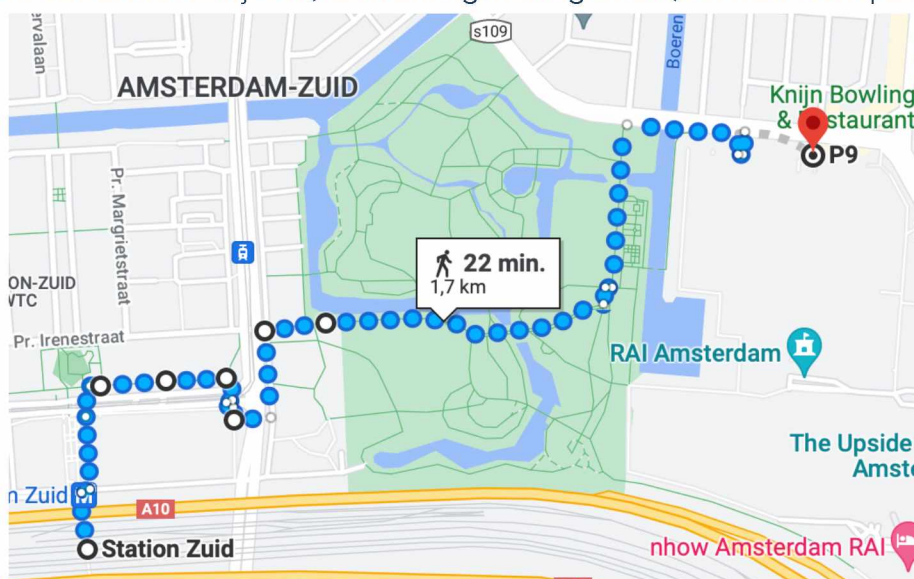 s109
Boeren
ervalaan
AMSTERDAM-ZUID
Knijn Bowling
& Restaurant
P9
Pr. Margrietstraat
22 min.
1,7 km
ON-ZUID
WTC
Pr. Irenestraat
RAI Amsterdam
The Upside
Amste
m Zuid
A10
Station Zuid
nhow Amsterdam RAI